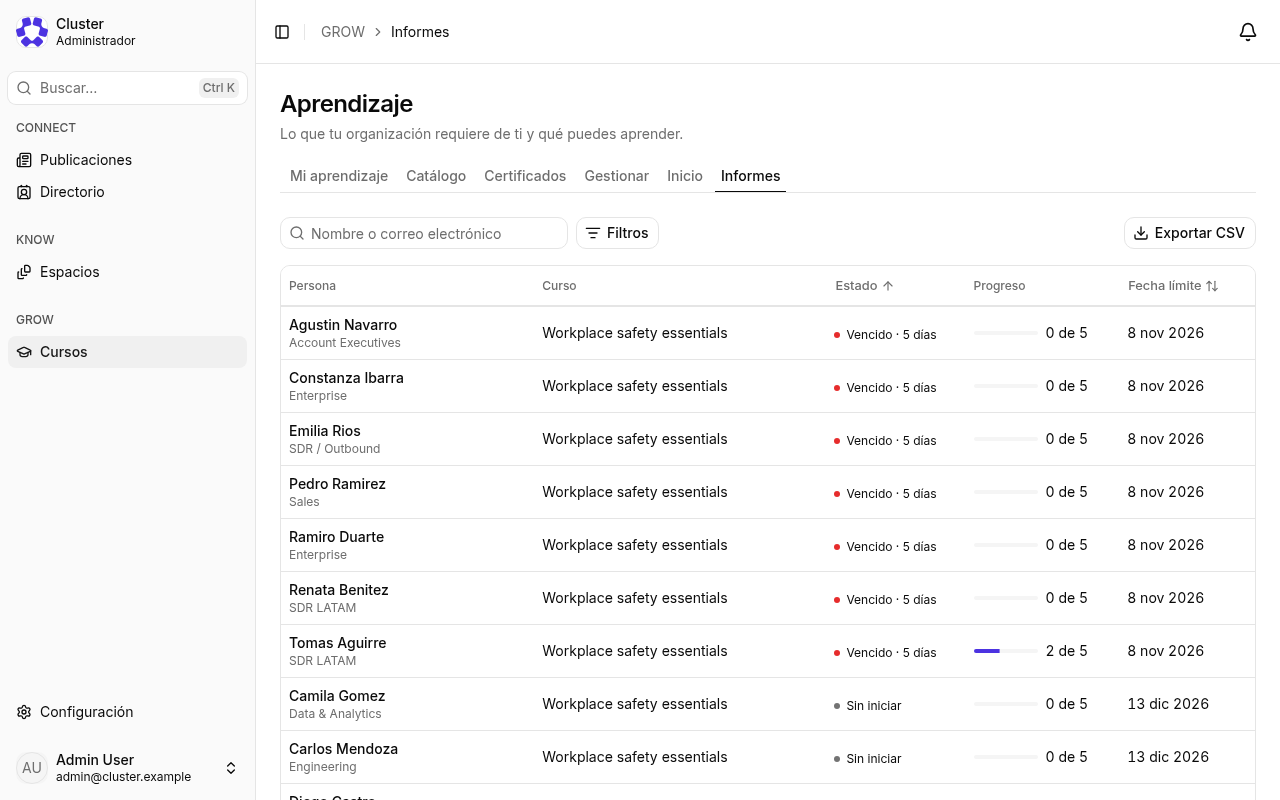 Cluster
Administrador
Buscar...
Ctrl K
CONNECT
Publicaciones
Directorio
KNOW
Espacios
GROW
Cursos
Configuración
AU
Admin User
admin@cluster.example
GROW > Informes
Aprendizaje
Lo que tu organización requiere de ti y qué puedes aprender.
Mi aprendizaje Catálogo Certificados Gestionar Inicio Informes
Nombre o correo electrónico Filtros Exportar CSV
Persona Curso Estado Progreso Fecha límite
Agustin Navarro
Account Executives
Workplace safety essentials Vencido · 5 días 0 de 5 8 nov 2026
Constanza Ibarra
Enterprise
Workplace safety essentials Vencido · 5 días 0 de 5 8 nov 2026
Emilia Rios
SDR / Outbound
Workplace safety essentials Vencido · 5 días 0 de 5 8 nov 2026
Pedro Ramirez
Sales
Workplace safety essentials Vencido · 5 días 0 de 5 8 nov 2026
Ramiro Duarte
Enterprise
Workplace safety essentials Vencido · 5 días 0 de 5 8 nov 2026
Renata Benitez
SDR LATAM
Workplace safety essentials Vencido · 5 días 0 de 5 8 nov 2026
Tomas Aguirre
SDR LATAM
Workplace safety essentials Vencido · 5 días 2 de 5 8 nov 2026
Camila Gomez
Data & Analytics
Workplace safety essentials Sin iniciar 0 de 5 13 dic 2026
Carlos Mendoza
Engineering
Workplace safety essentials Sin iniciar 0 de 5 13 dic 2026